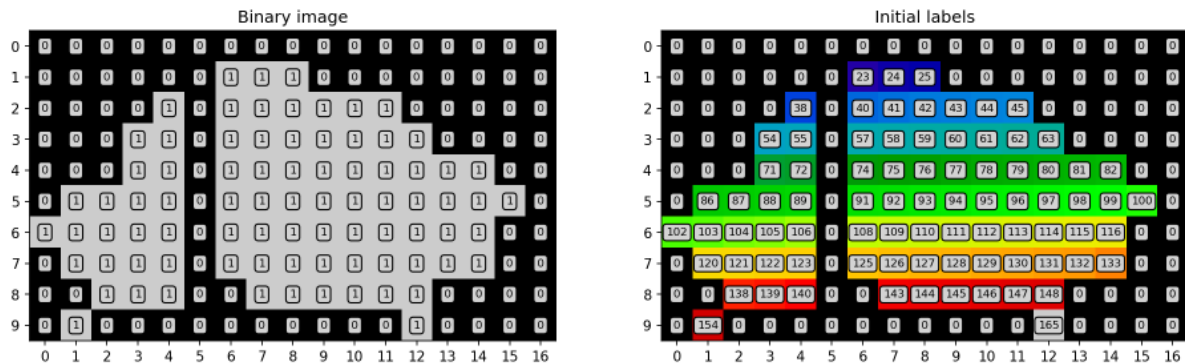 Binary image
0 0 0 0 0 0 0 0 0 0 0 0 0 0 0 0 0 0
1 0 0 0 0 0 0 1 1 1 0 0 0 0 0 0 0 0
2 0 0 0 0 1 0 1 1 1 1 1 1 0 0 0 0 0
3 0 0 0 1 1 0 1 1 1 1 1 1 1 0 0 0 0
4 0 0 0 1 1 0 1 1 1 1 1 1 1 1 1 0 0
5 0 1 1 1 1 0 1 1 1 1 1 1 1 1 1 1 0
6 1 1 1 1 1 0 1 1 1 1 1 1 1 1 1 0 0
7 0 1 1 1 1 0 1 1 1 1 1 1 1 1 1 0 0
8 0 0 1 1 1 0 0 1 1 1 1 1 1 0 0 0 0
9 0 1 0 0 0 0 0 0 0 0 0 0 1 0 0 0 0
0 1 2 3 4 5 6 7 8 9 10 11 12 13 14 15 16
Initial labels
0 0 0 0 0 0 0 0 0 0 0 0 0 0 0 0 0
0 0 0 0 0 0 23 24 25 0 0 0 0 0 0 0 0
0 0 0 0 38 0 40 41 42 43 44 45 0 0 0 0 0
0 0 0 54 55 0 57 58 59 60 61 62 63 0 0 0 0
0 0 0 71 72 0 74 75 76 77 78 79 80 81 82 0 0
0 86 87 88 89 0 91 92 93 94 95 96 97 98 99 100 0
102 103 104 105 106 0 108 109 110 111 112 113 114 115 116 0 0
0 120 121 122 123 0 125 126 127 128 129 130 131 132 133 0 0
0 0 138 139 140 0 0 143 144 145 146 147 148 0 0 0 0
0 154 0 0 0 0 0 0 0 0 0 0 165 0 0 0 0
0 1 2 3 4 5 6 7 8 9 10 11 12 13 14 15 16